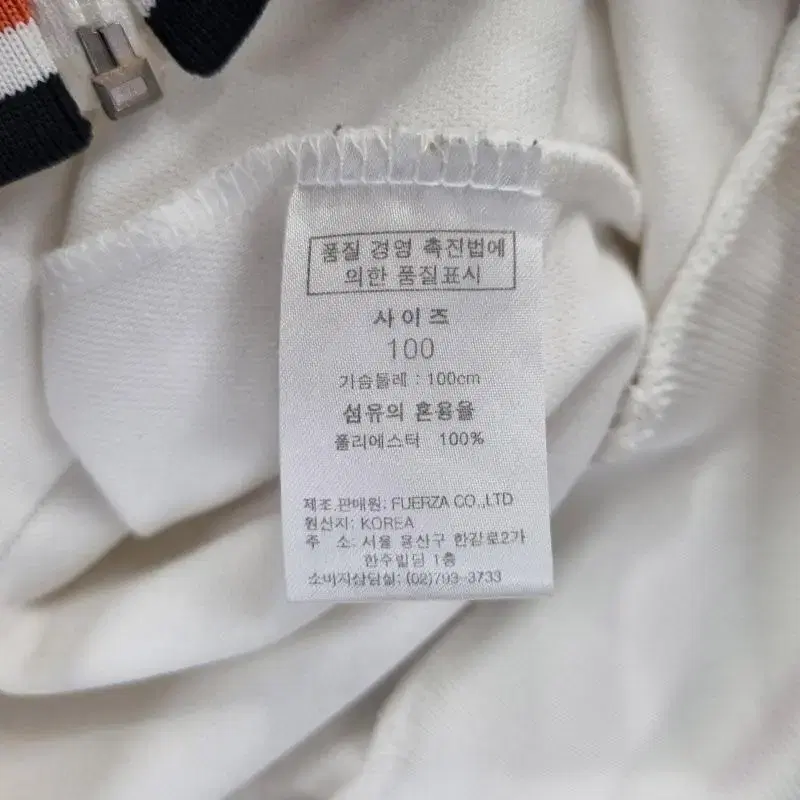 품질 경영 촉진법에
의한 품질표시
사이즈
100
가슴둘레 : 100cm
섬유의 혼용율
폴리에스터 100%
제조.판매원: FUERZA CO.,LTD
원산지: KOREA
주 소: 서울 용산구 한강로2가
한주빌딩 1층
소비자상담실: (02)793-3733